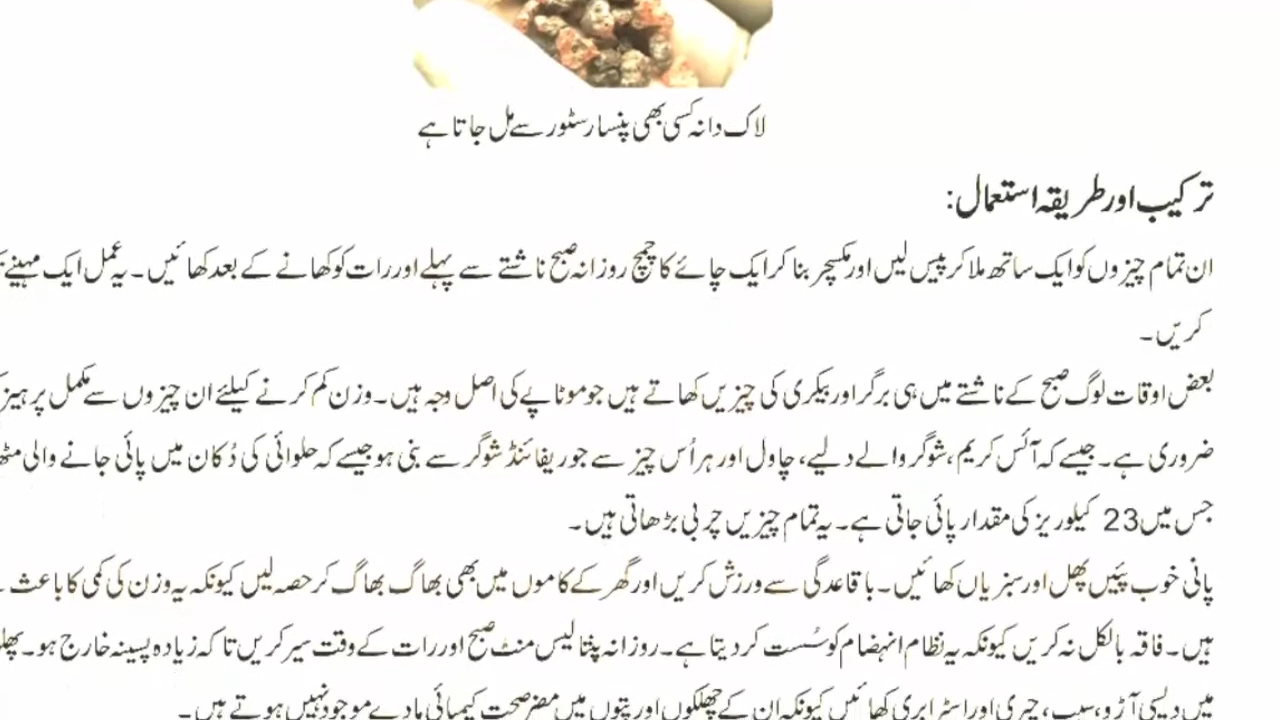 لاک دانہ کسی بھی پنسار سٹور سے مل جاتا ہے
ترکیب اور طریقہ استعمال:
ان تمام چیزوں کو ایک ساتھ ملا کر پیس لیں اور مکسچر بنا کر ایک چائے کا چمچ روزانہ صبح ناشتے سے پہلے اور رات کو کھانے کے بعد کھائیں۔ یہ عمل ایک مہینے
کریں۔
بعض اوقات لوگ صبح کے ناشتے میں ہی برگر اور بیکری کی چیزیں کھاتے ہیں جو موٹاپے کی اصل وجہ ہیں۔ وزن کم کرنے کیلئے ان چیزوں سے مکمل پرہیز
ضروری ہے۔ جیسے کہ آئس کریم، شوگر والے دلیے، چاول اور ہر اُس چیز سے جو ریفائنڈ شوگر سے بنی ہو جیسے کہ حلوائی کی دُکان میں پائی جانے والی
جس میں 23 کیلوریز کی مقدار پائی جاتی ہے۔ یہ تمام چیزیں چربی بڑھاتی ہیں۔
پانی خوب پئیں پھل اور سبزیاں کھائیں۔ باقاعدگی سے ورزش کریں اور گھر کے کاموں میں بھی بھاگ بھاگ کر حصہ لیں کیونکہ یہ وزن کی کمی کا باعث
ہیں۔ فاقہ بالکل نہ کریں کیونکہ یہ نظام انہضام کو سُست کر دیتا ہے۔ روزانہ پینتالیس منٹ صبح اور رات کے وقت سیر کریں تا کہ زیادہ پسینہ خارج ہو۔
میں دیسی آڑو، سیب، چیری اور اسٹرابری کھائیں کیونکہ ان کے چھلکوں اور پتوں میں مضر صحت کیمیائی مادے موجود نہیں ہوتے ہیں۔